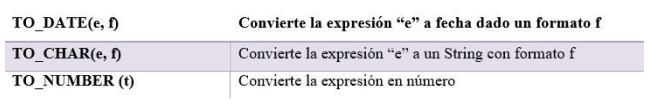 TO_DATE(e, f) Convierte la expresión “e” a fecha dado un formato f
TO_CHAR(e, f) Convierte la expresión “e” a un String con formato f
TO_NUMBER (t) Convierte la expresión en número